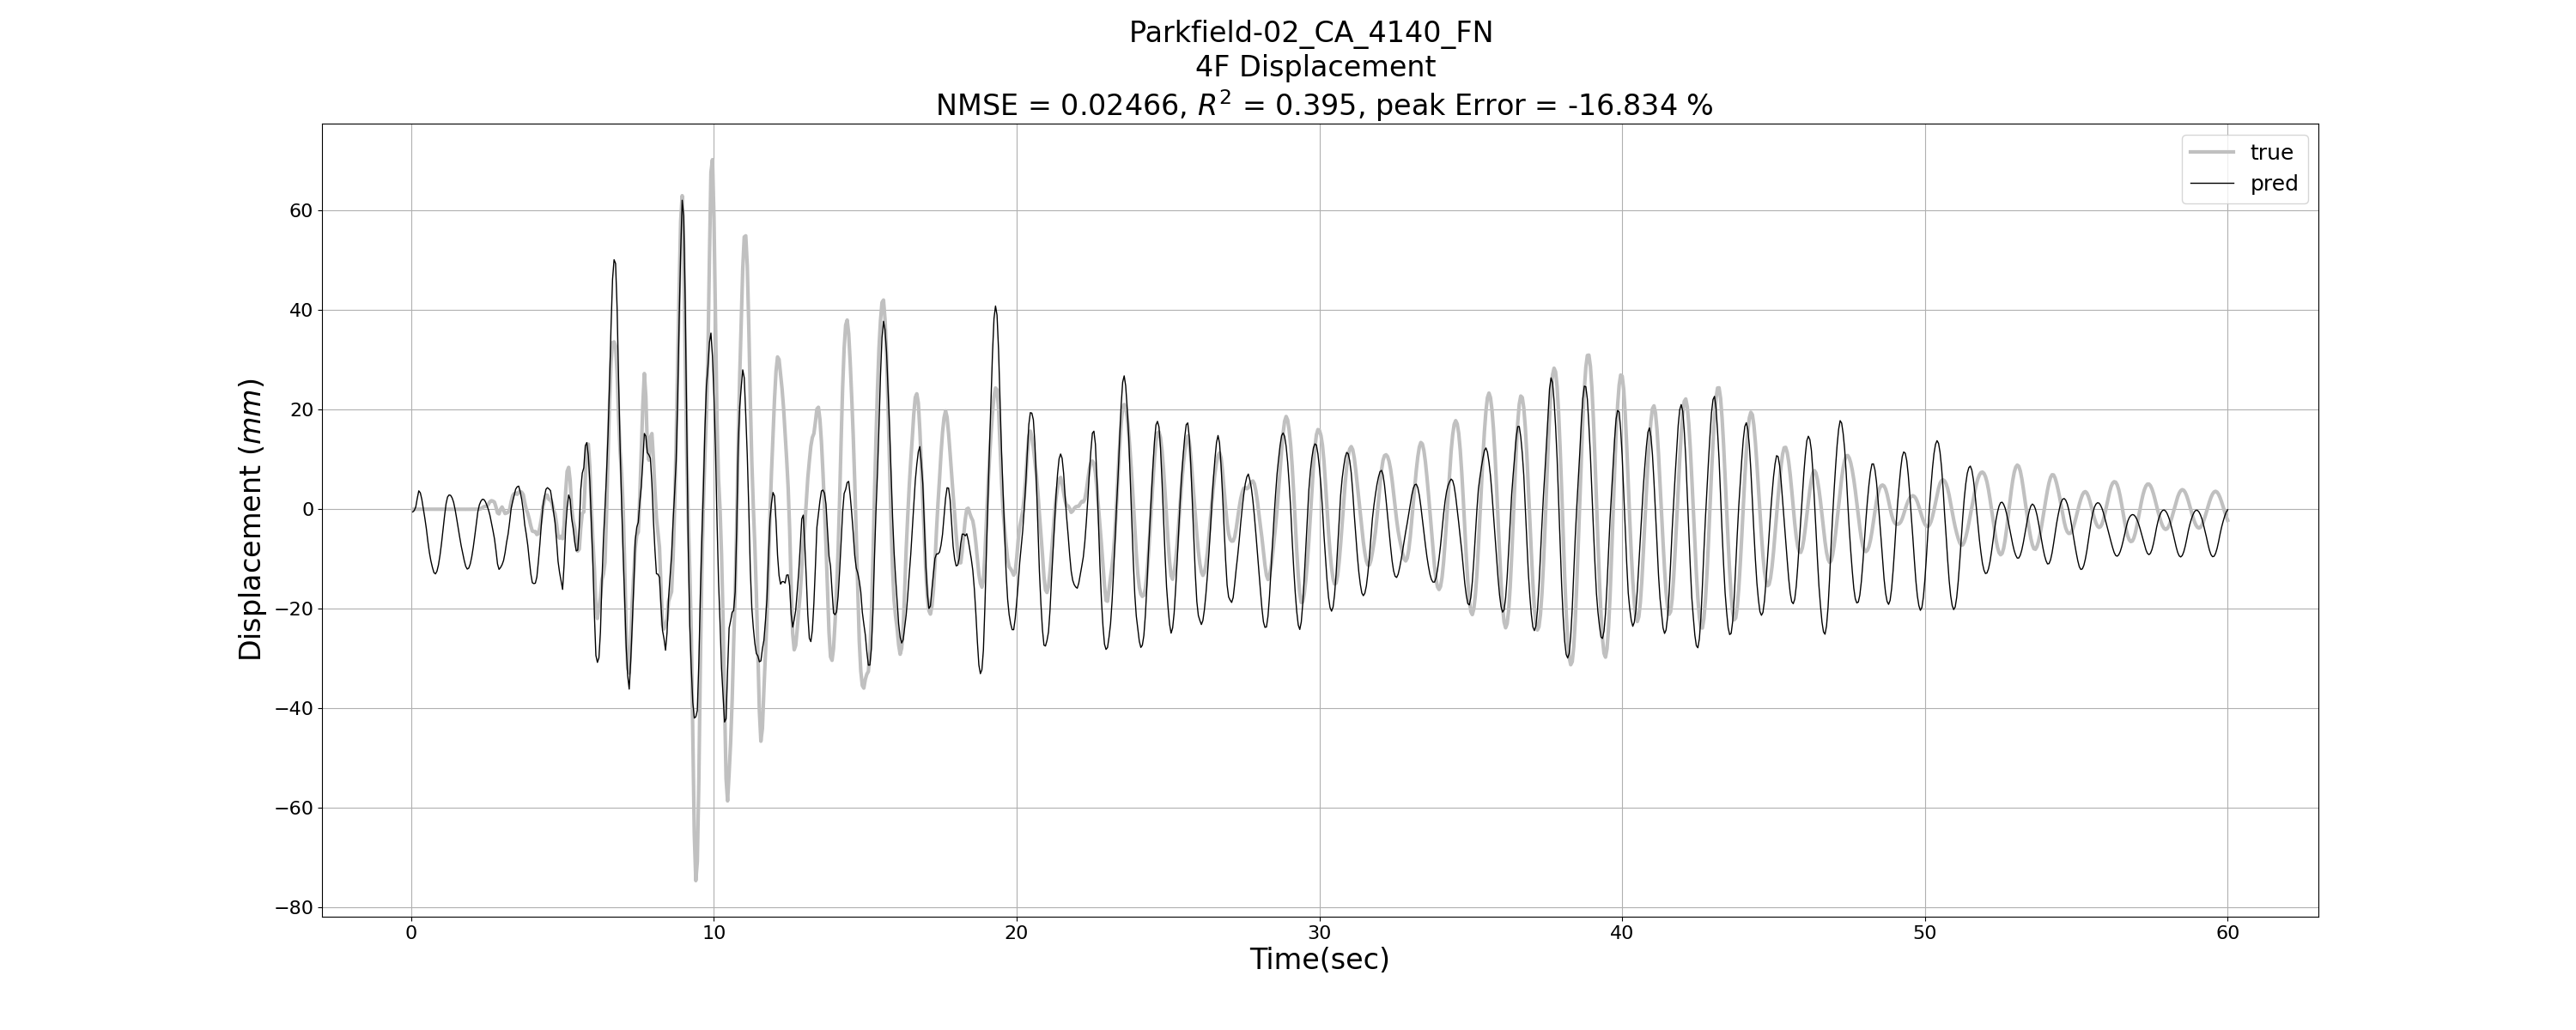 Parkfield-02_CA_4140_FN
4F Displacement
NMSE = 0.02466, R² = 0.395, peak Error = -16.834 %
true
pred
Displacement (mm)
60
40
20
0
−20
−40
−60
−80
0
10
20
30
40
50
60
Time(sec)